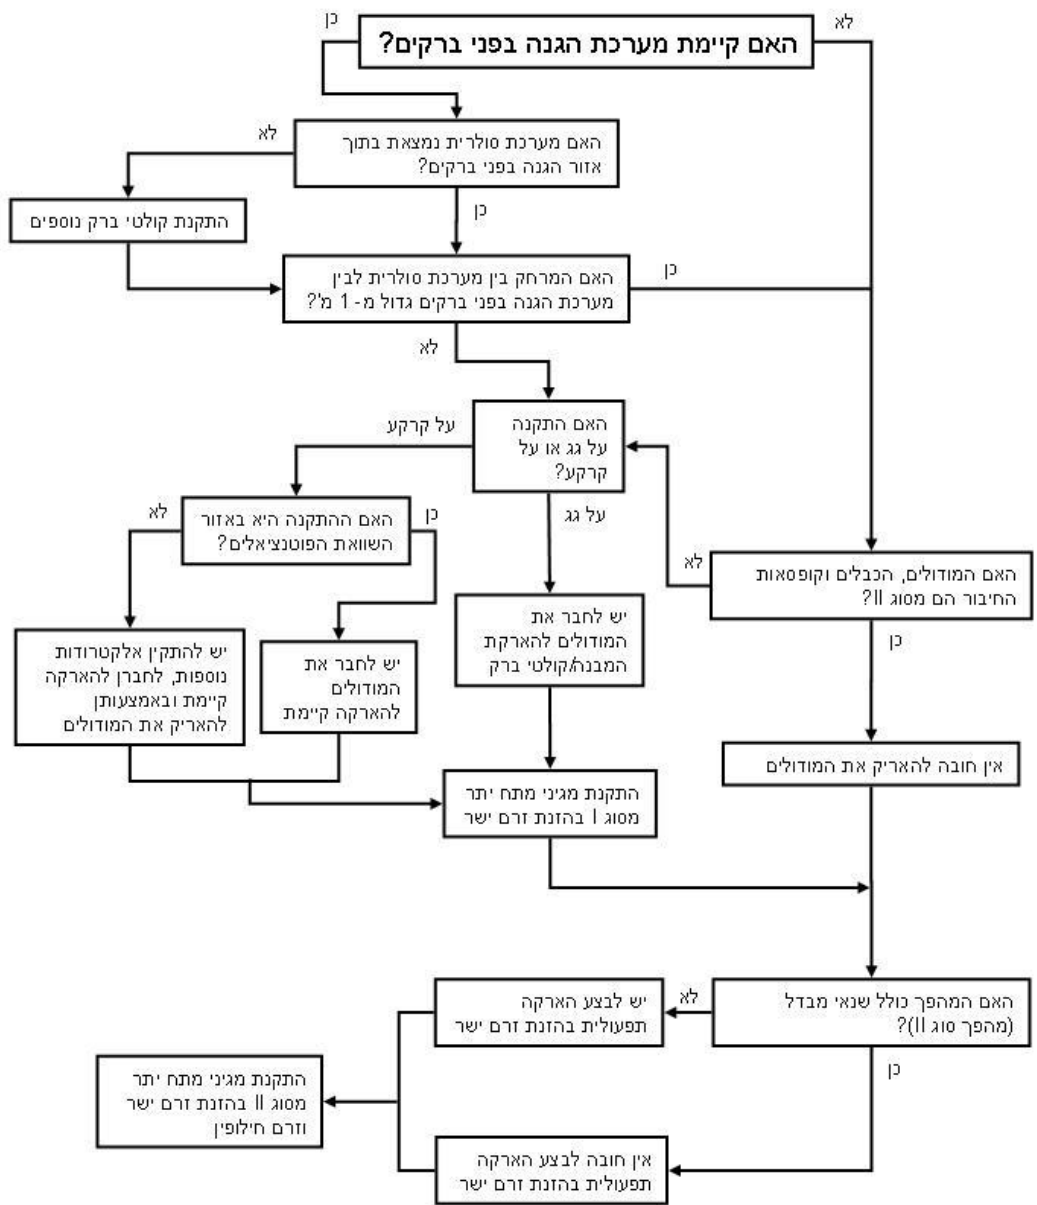 כן
לא
האם קיימת מערכת הגנה בפני ברקים?
האם מערכת סולרית נמצאת בתוך
אזור הגנה בפני ברקים?
לא
כן
התקנת קולטי ברק נוספים
האם המרחק בין מערכת סולרית לבין
מערכת הגנה בפני ברקים גדול מ- 1 מ'?
כן
לא
האם התקנה
על גג או על
קרקע?
על קרקע
על גג
האם ההתקנה היא באזור
השוואת הפוטנציאלים?
כן
לא
האם המודולים, הכבלים וקופסאות
החיבור הם מסוג II?
לא
כן
יש לחבר את
המודולים להארקת
המבנה/קולטי ברק
יש לחבר את
המודולים
להארקה קיימת
יש להתקין אלקטרודות
נוספות, לחברן להארקה
קיימת ובאמצעותן
להאריק את המודולים
אין חובה להאריק את המודולים
התקנת מגיני מתח יתר
מסוג I בהזנת זרם ישר
האם המהפך כולל שנאי מבדל
(מהפך סוג II)?
לא
כן
יש לבצע הארקה
תפעולית בהזנת זרם ישר
התקנת מגיני מתח יתר
מסוג II בהזנת זרם ישר
וזרם חילופין
אין חובה לבצע הארקה
תפעולית בהזנת זרם ישר